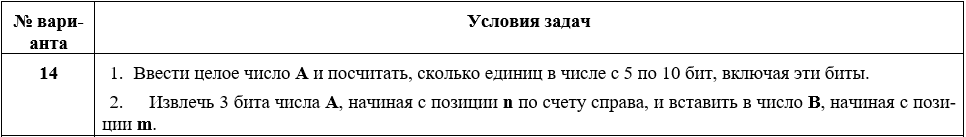 № вари-
анта
Условия задач
14
1. Ввести целое число A и посчитать, сколько единиц в числе с 5 по 10 бит, включая эти биты.
2. Извлечь 3 бита числа A, начиная с позиции n по счету справа, и вставить в число B, начиная с пози-
ции m.